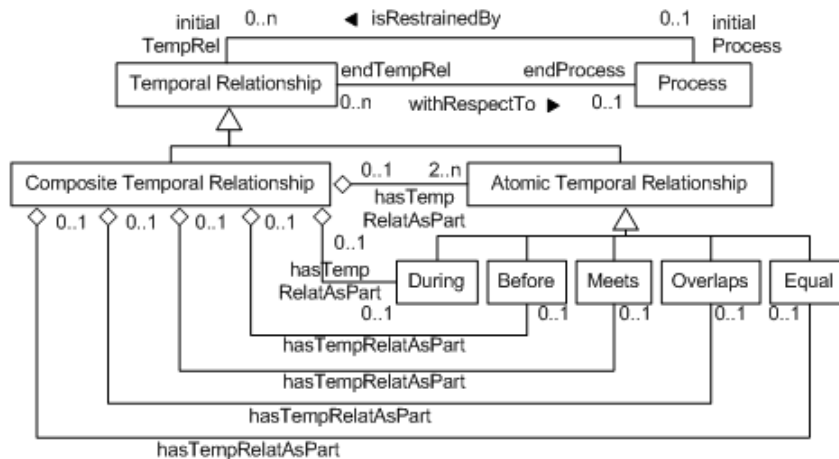 initial 0..n ◄ isRestrainedBy 0..1 initial
TempRel Process
Temporal Relationship endTempRel endProcess Process
0..n withRespectTo ► 0..1
Composite Temporal Relationship 0..1 2..n Atomic Temporal Relationship
hasTemp
RelatAsPart
0..1 0..1 0..1 0..1 0..1
hasTemp
RelatAsPart
During Before Meets Overlaps Equal
0..1 0..1 0..1 0..1 0..1
hasTempRelatAsPart
hasTempRelatAsPart
hasTempRelatAsPart
hasTempRelatAsPart